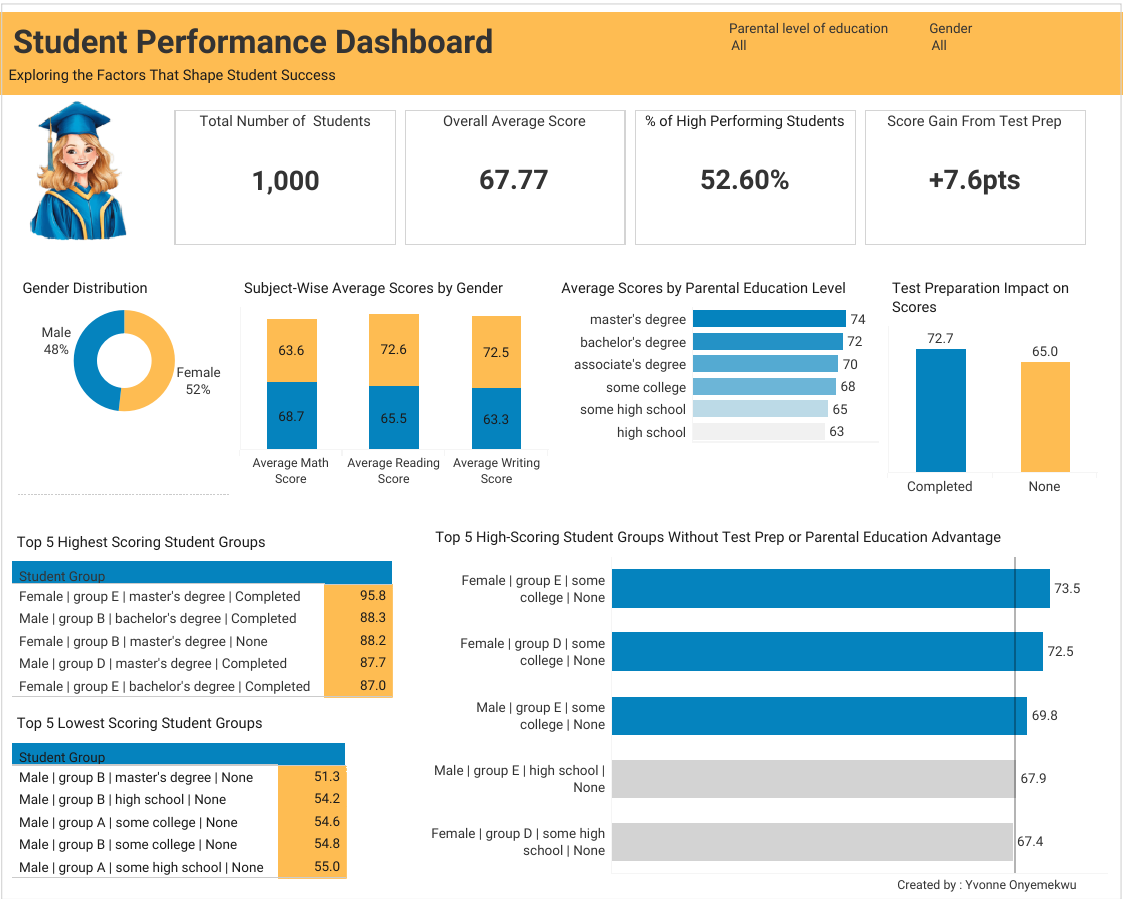 Student Performance Dashboard
Exploring the Factors That Shape Student Success
Parental level of education
All
Gender
All
Total Number of  Students
1,000
Overall Average Score
67.77
% of High Performing Students
52.60%
Score Gain From Test Prep
+7.6pts
Gender Distribution
Male
48%
Female
52%
Subject-Wise Average Scores by Gender
63.6
72.6
72.5
68.7
65.5
63.3
Average Math
Score
Average Reading
Score
Average Writing
Score
Average Scores by Parental Education Level
master's degree 74
bachelor's degree 72
associate's degree 70
some college 68
some high school 65
high school 63
Test Preparation Impact on
Scores
72.7
65.0
Completed
None
Top 5 Highest Scoring Student Groups
Student Group
Female | group E | master's degree | Completed 95.8
Male | group B | bachelor's degree | Completed 88.3
Female | group B | master's degree | None 88.2
Male | group D | master's degree | Completed 87.7
Female | group E | bachelor's degree | Completed 87.0
Top 5 Lowest Scoring Student Groups
Student Group
Male | group B | master's degree | None 51.3
Male | group B | high school | None 54.2
Male | group A | some college | None 54.6
Male | group B | some college | None 54.8
Male | group A | some high school | None 55.0
Top 5 High-Scoring Student Groups Without Test Prep or Parental Education Advantage
Female | group E | some
college | None
73.5
Female | group D | some
college | None
72.5
Male | group E | some
college | None
69.8
Male | group E | high school |
None
67.9
Female | group D | some high
school | None
67.4
Created by : Yvonne Onyemekwu